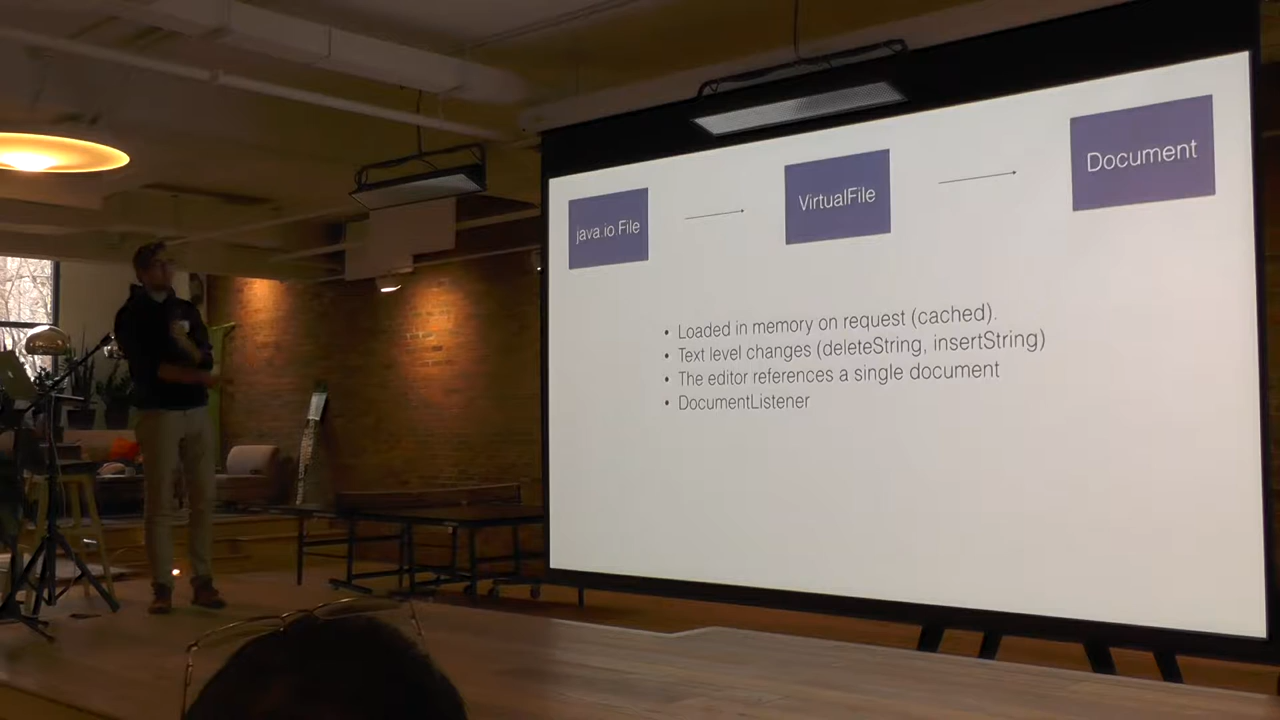 java.io.File
VirtualFile
Document
• Loaded in memory on request (cached).
• Text level changes (deleteString, insertString)
• The editor references a single document
• DocumentListener